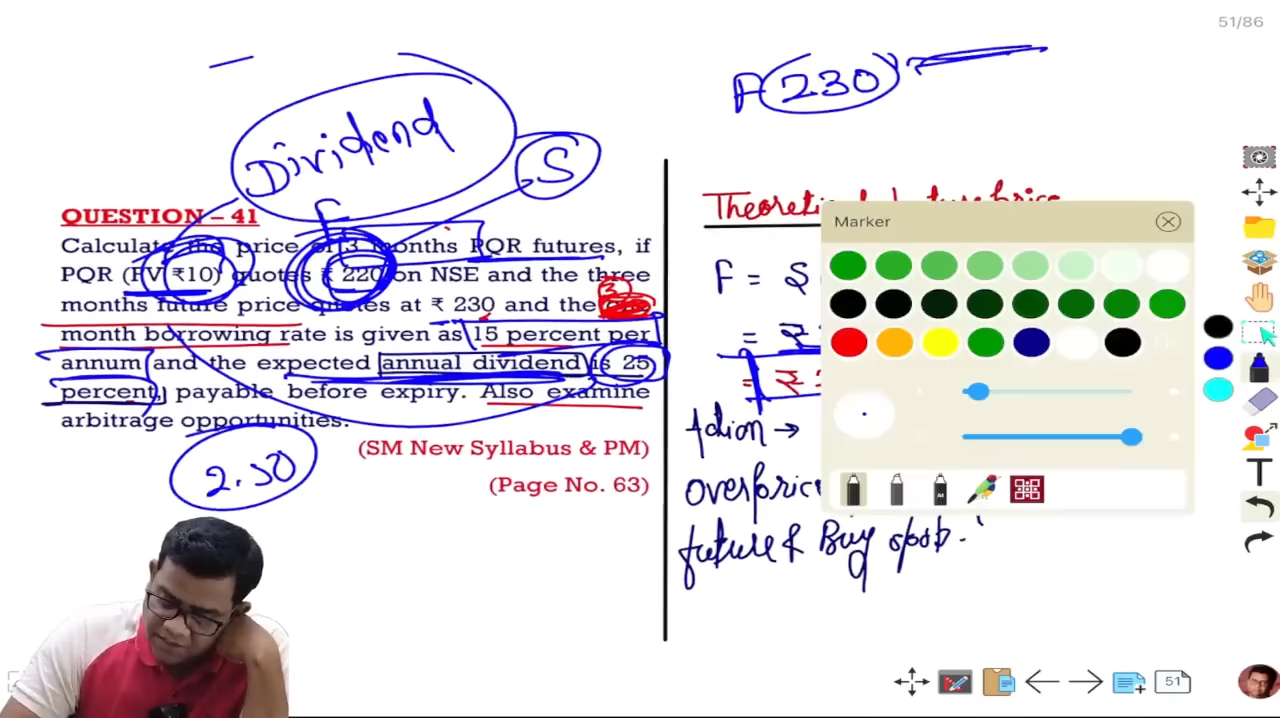 51/86
F 230
Dividend
S
QUESTION – 41
Calculate the price of 3 months PQR futures, if
PQR (FV ₹10) quotes ₹ 220 on NSE and the three
months future price quotes at ₹ 230 and the
3
month borrowing rate is given as 15 percent per
annum and the expected annual dividend is 25
percent, payable before expiry. Also examine
arbitrage opportunities.
(SM New Syllabus & PM)
(Page No. 63)
2.50
F = S
= ₹
= ₹
Action →
future & Buy spot.
Marker
T
51